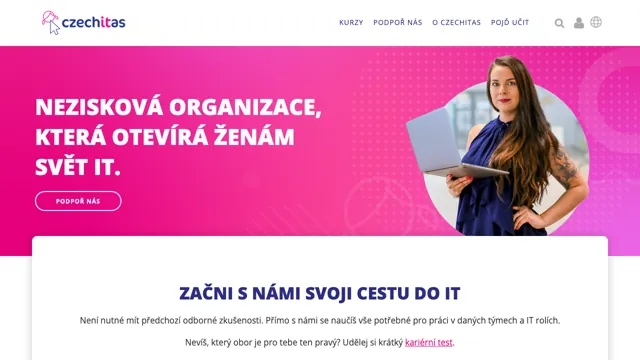 czechitas
KURZY PODPOŘ NÁS O CZECHITAS POJĎ UČIT
NEZISKOVÁ ORGANIZACE,
KTERÁ OTEVÍRÁ ŽENÁM
SVĚT IT.
PODPOŘ NÁS
ZAČNI S NÁMI SVOJI CESTU DO IT
Není nutné mít předchozí odborné zkušenosti. Přímo s námi se naučíš vše potřebné pro práci v daných týmech a IT rolích.
Nevíš, který obor je pro tebe ten pravý? Udělej si krátký kariérní test.